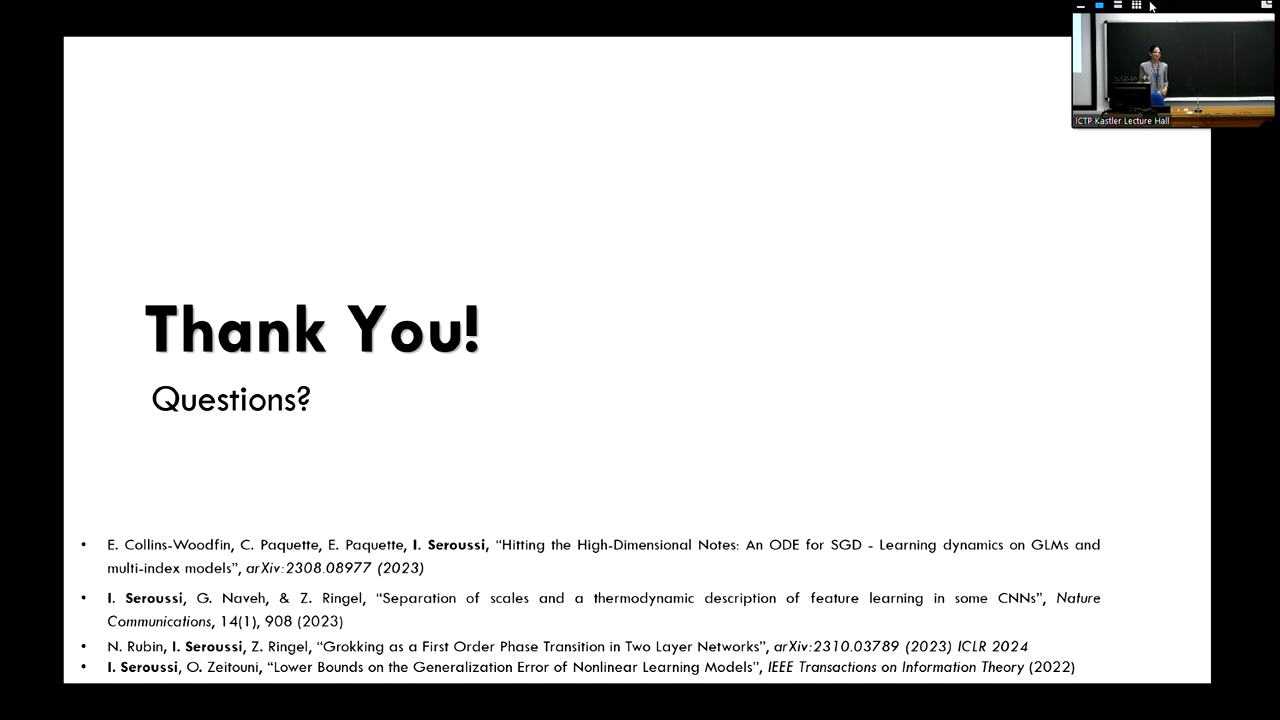 ICTP Kastler Lecture Hall
Thank You!
Questions?
• E. Collins-Woodfin, C. Paquette, E. Paquette, I. Seroussi, “Hitting the High-Dimensional Notes: An ODE for SGD - Learning dynamics on GLMs and
multi-index models”, arXiv:2308.08977 (2023)
• I. Seroussi, G. Naveh, & Z. Ringel, “Separation of scales and a thermodynamic description of feature learning in some CNNs”, Nature
Communications, 14(1), 908 (2023)
• N. Rubin, I. Seroussi, Z. Ringel, “Grokking as a First Order Phase Transition in Two Layer Networks”, arXiv:2310.03789 (2023) ICLR 2024
• I. Seroussi, O. Zeitouni, “Lower Bounds on the Generalization Error of Nonlinear Learning Models”, IEEE Transactions on Information Theory (2022)